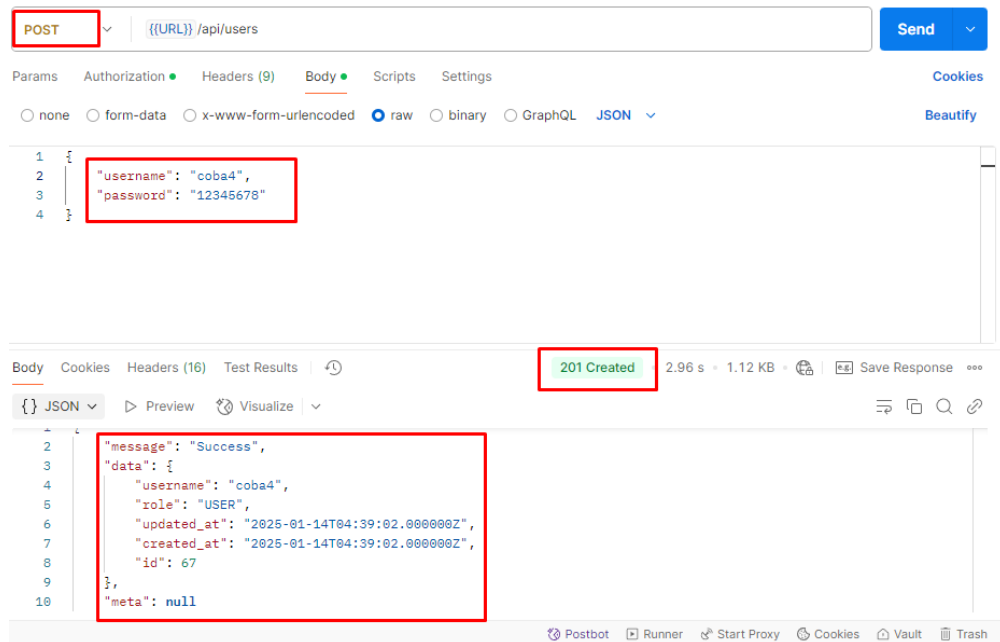 POST {{URL}} /api/users Send
Params Authorization Headers (9) Body Scripts Settings Cookies
none form-data x-www-form-urlencoded raw binary GraphQL JSON Beautify
1 {
2 "username": "coba4",
3 "password": "12345678"
4 }
Body Cookies Headers (16) Test Results 201 Created 2.96 s 1.12 KB e.g. Save Response
{} JSON Preview Visualize
1 {
2 "message": "Success",
3 "data": {
4 "username": "coba4",
5 "role": "USER",
6 "updated_at": "2025-01-14T04:39:02.000000Z",
7 "created_at": "2025-01-14T04:39:02.000000Z",
8 "id": 67
9 },
10 "meta": null
Postbot Runner Start Proxy Cookies Vault Trash